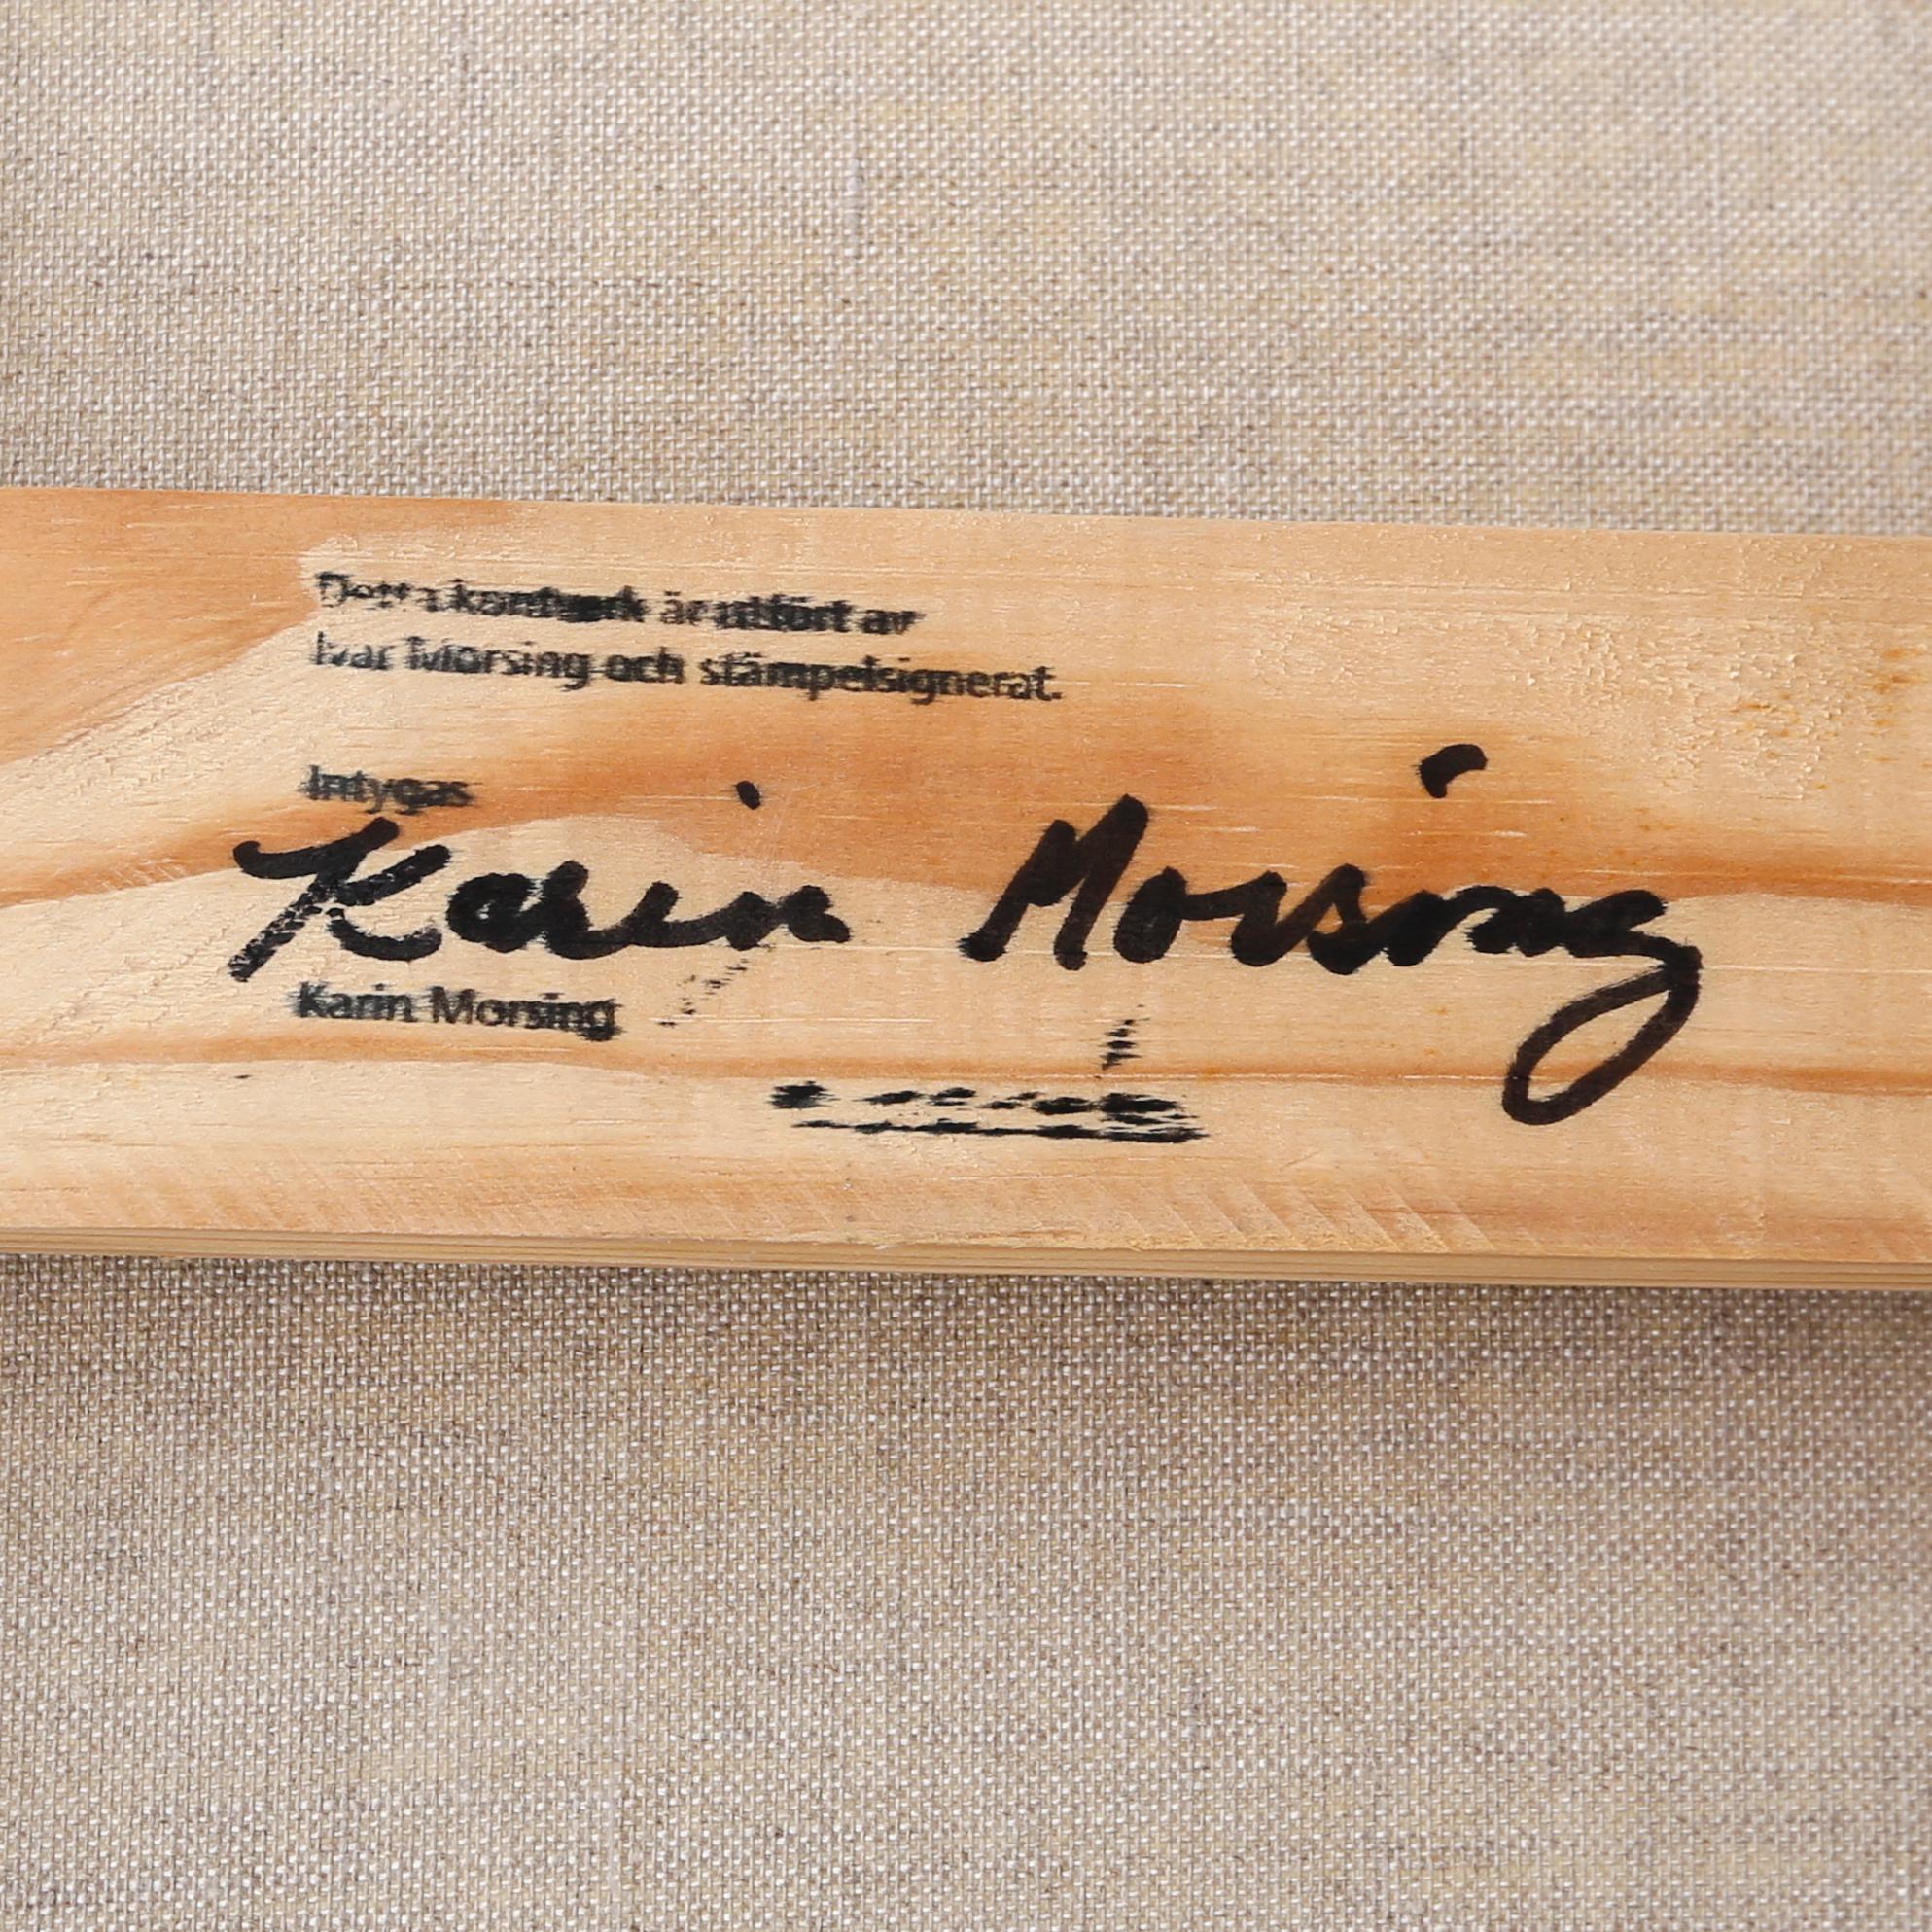 Detta konstverk är utfört av
Ivar Morsing och stämpelsignerat.
Intygas
Karin Morsing
Karin Morsing